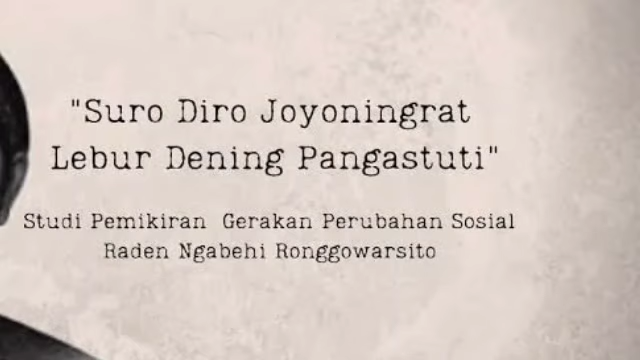 "Suro Diro Joyoningrat
Lebur Dening Pangastuti"
Studi Pemikiran Gerakan Perubahan Sosial
Raden Ngabehi Ronggowarsito